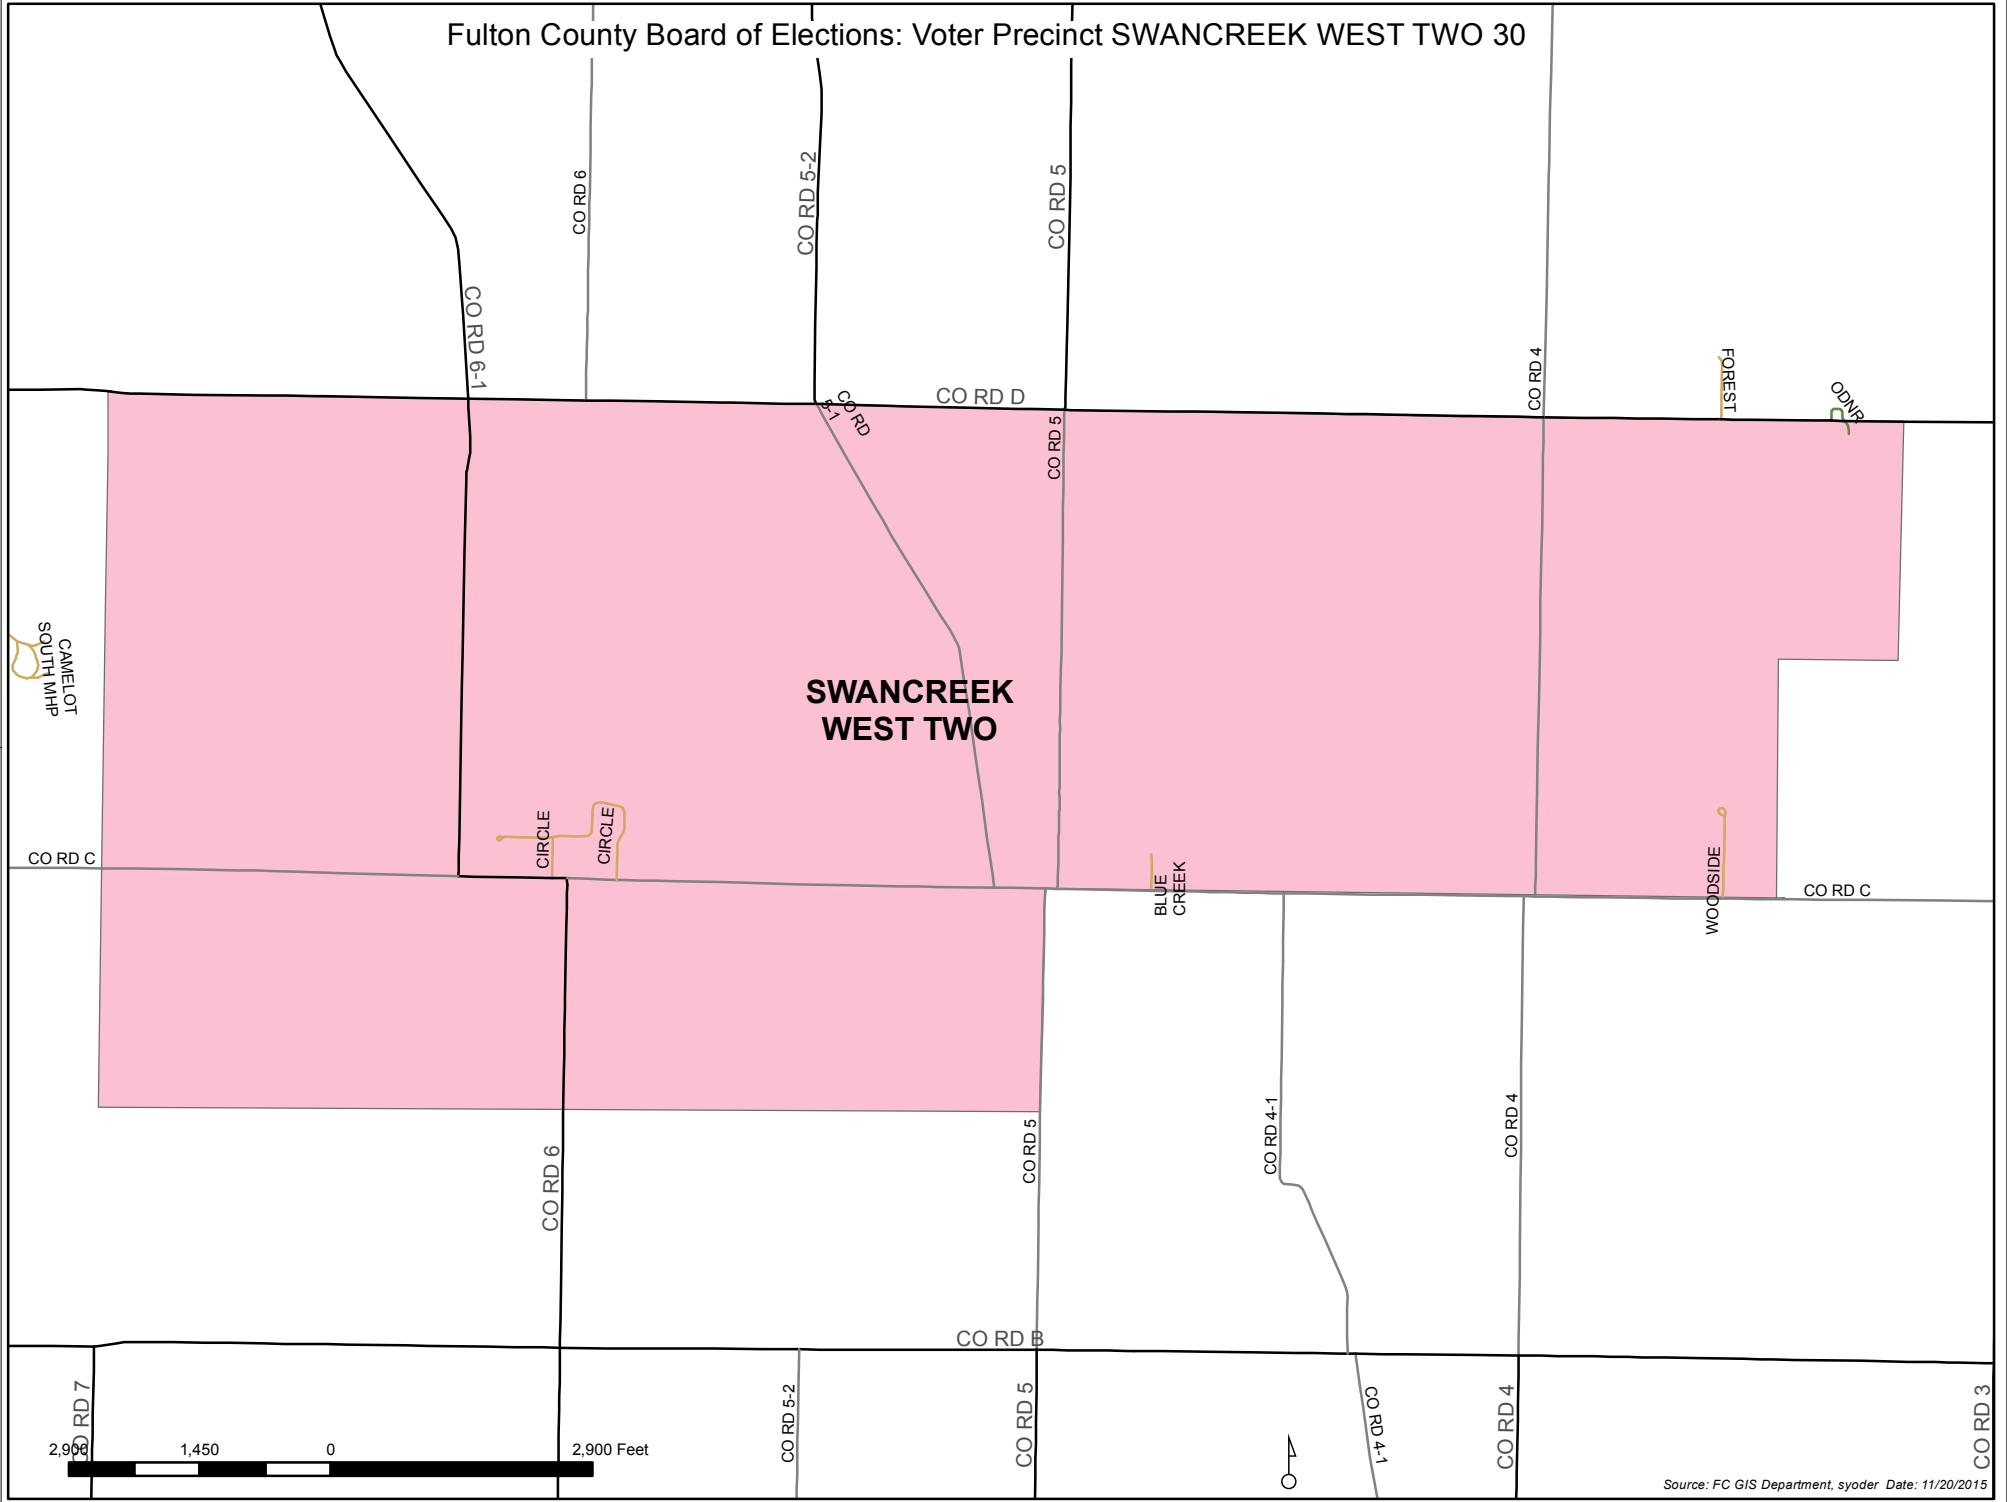 Fulton County Board of Elections: Voter Precinct SWANCREEK WEST TWO 30
CO RD 6
CO RD 5-2
CO RD 5
CO RD 6-1
CO RD 4
FOREST
ODNR
CO RD D
CO RD
5-1
CO RD 5
CAMELOT
SOUTH MHP
SWANCREEK
WEST TWO
CIRCLE
CIRCLE
CO RD C
BLUE
CREEK
WOODSIDE
CO RD C
CO RD 6
CO RD 5
CO RD 4-1
CO RD 4
CO RD B
CO RD 7
CO RD 5-2
CO RD 5
CO RD 4-1
CO RD 4
CO RD 3
2,900
1,450
0
2,900 Feet
Source: FC GIS Department, syoder Date: 11/20/2015